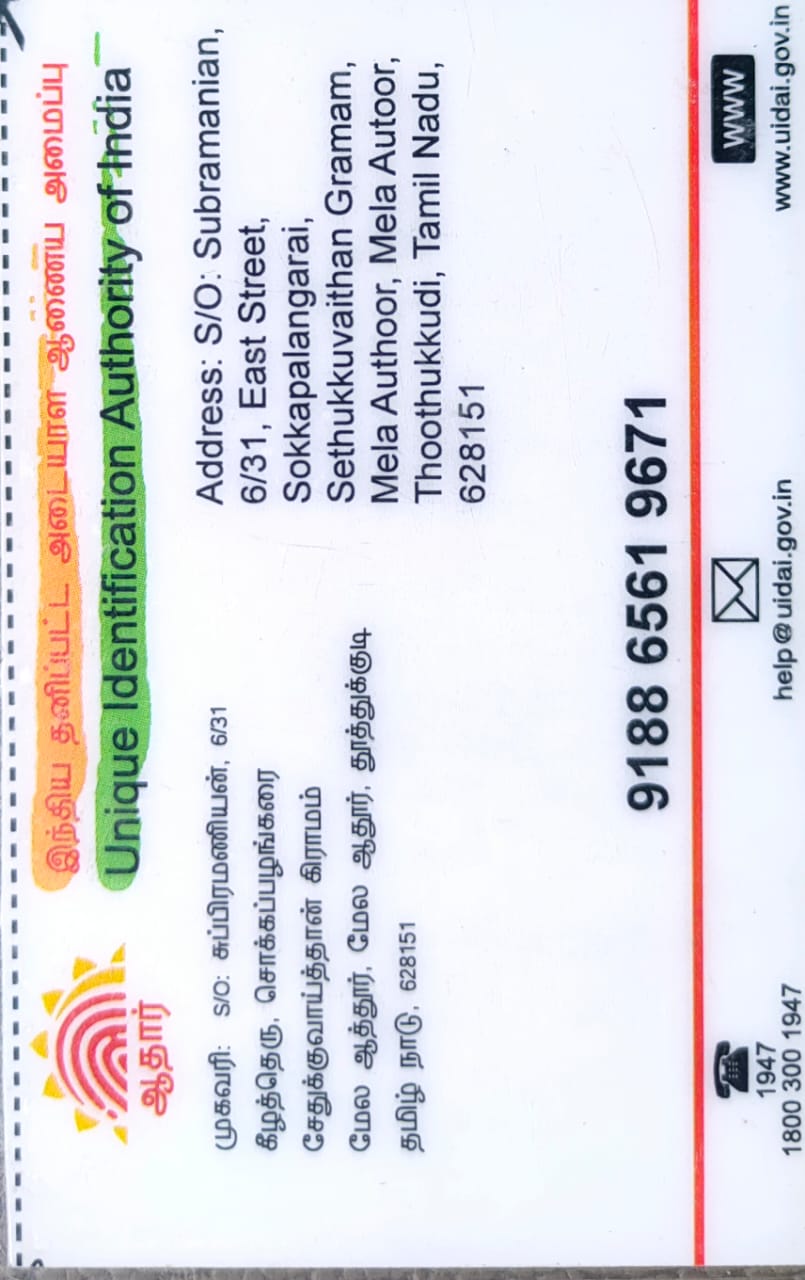 இந்திய தனிப்பட்ட அடையாள ஆணைய அமைப்பு
Unique Identification Authority of India
ஆதார்
முகவரி: S/O: சுப்பிரமணியன், 6/31
கீழத்தெரு, சொக்கப்பழங்கரை
சேதுக்குவாய்த்தான் கிராமம்
மேல ஆத்தூர், மேல ஆதூர், தூத்துக்குடி
தமிழ் நாடு, 628151
Address: S/O: Subramanian,
6/31, East Street,
Sokkapalangarai,
Sethukkuvaithan Gramam,
Mela Authoor, Mela Autoor,
Thoothukkudi, Tamil Nadu,
628151
9188 6561 9671
1947
1800 300 1947
help@uidai.gov.in
www
www.uidai.gov.in